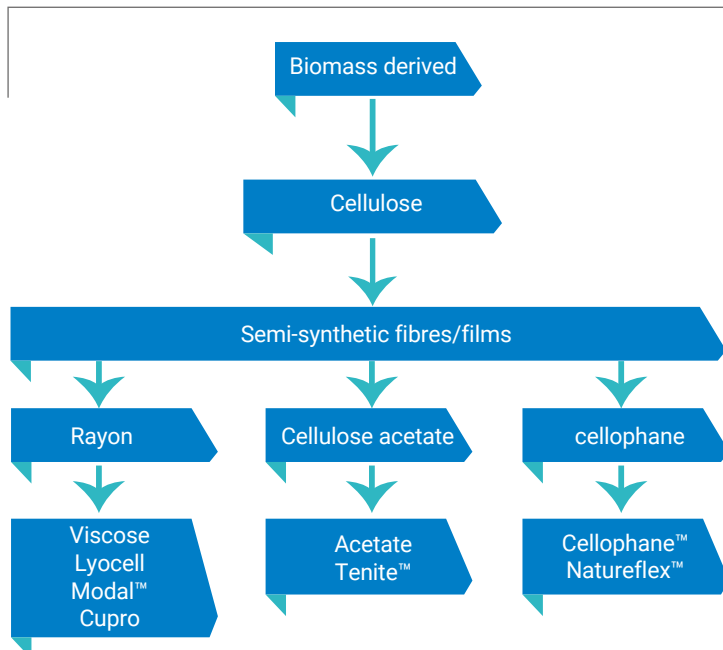 Biomass derived
Cellulose
Semi-synthetic fibres/films
Rayon
Cellulose acetate
cellophane
Viscose
Lyocell
Modal™
Cupro
Acetate
Tenite™
Cellophane™
Natureflex™